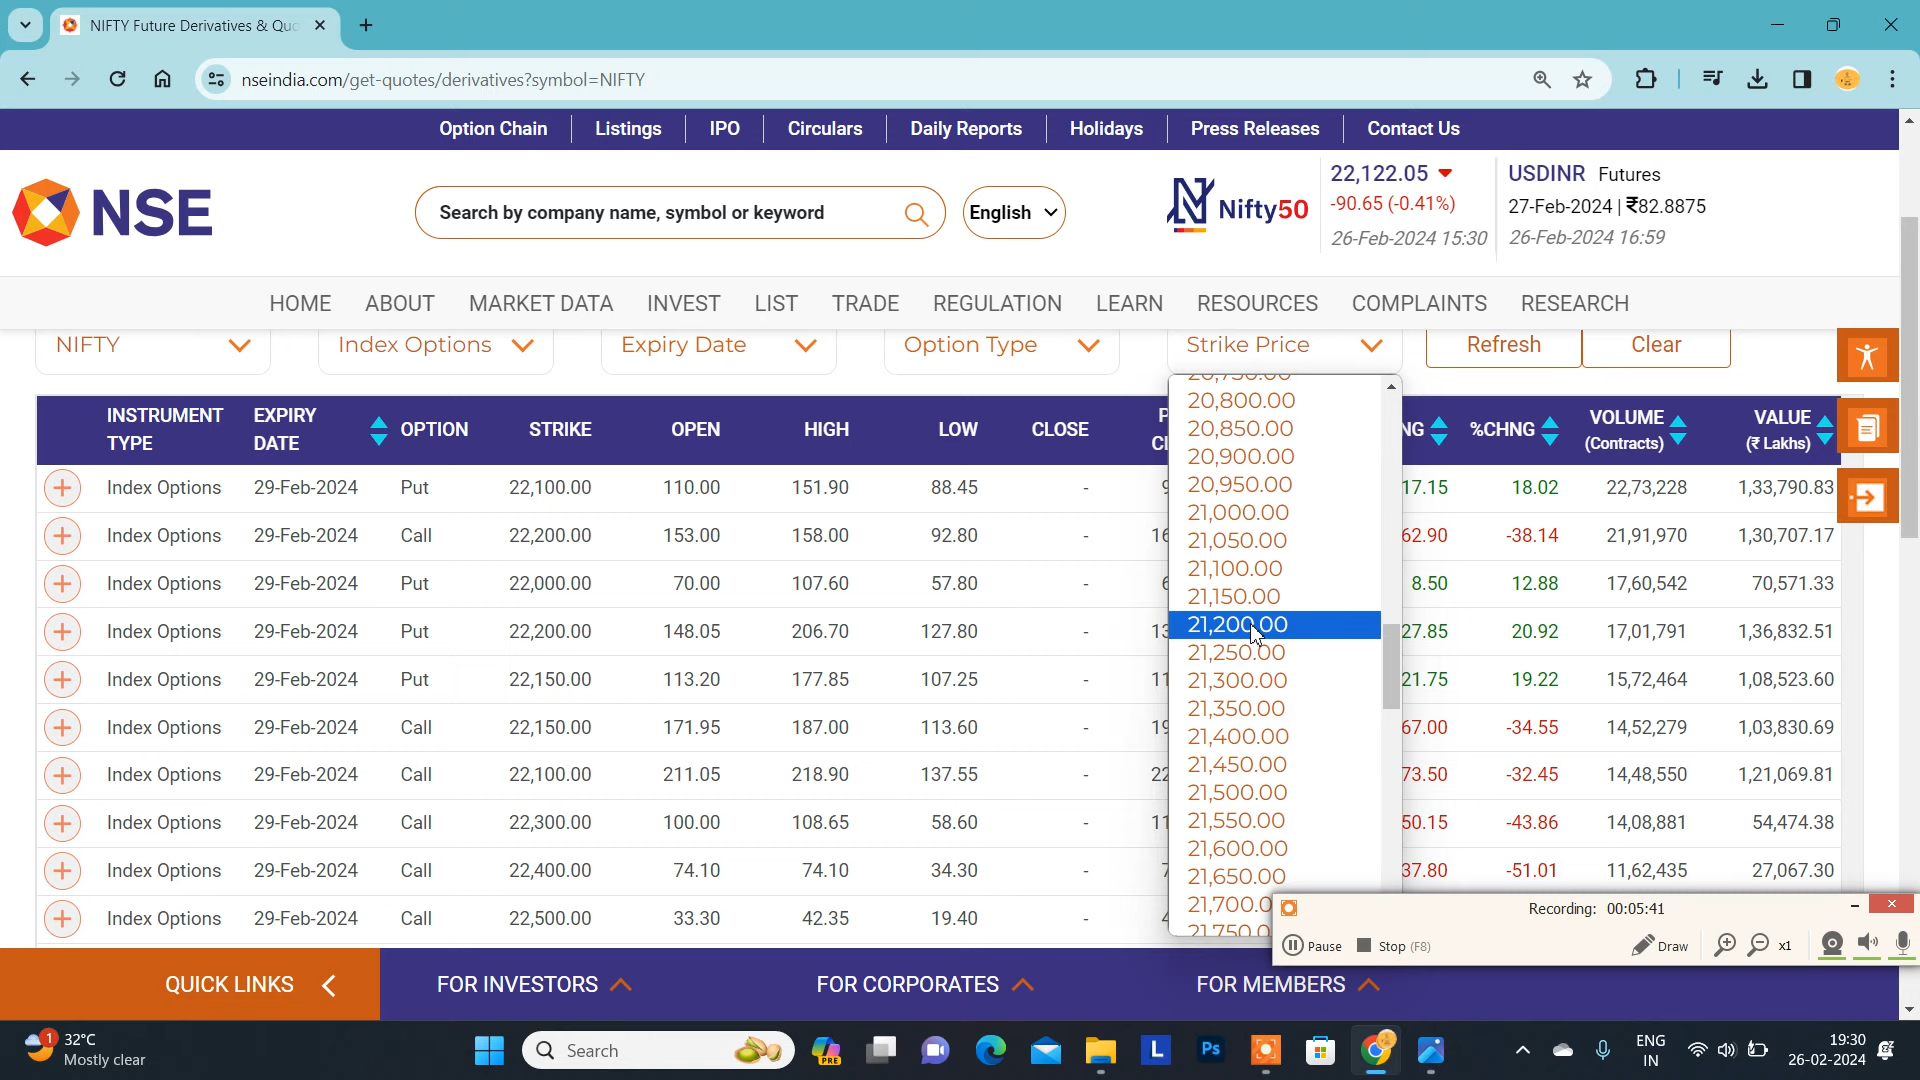 NIFTY Future Derivatives & Quo
nseindia.com/get-quotes/derivatives?symbol=NIFTY
Option Chain Listings IPO Circulars Daily Reports Holidays Press Releases Contact Us
NSE
Search by company name, symbol or keyword
English
Nifty50
22,122.05
-90.65 (-0.41%)
26-Feb-2024 15:30
USDINR Futures
27-Feb-2024 | ₹82.8875
26-Feb-2024 16:59
HOME ABOUT MARKET DATA INVEST LIST TRADE REGULATION LEARN RESOURCES COMPLAINTS RESEARCH
NIFTY Index Options Expiry Date Option Type Strike Price Refresh Clear
INSTRUMENT TYPE EXPIRY DATE OPTION STRIKE OPEN HIGH LOW CLOSE %CHNG VOLUME (Contracts) VALUE (₹ Lakhs)
Index Options 29-Feb-2024 Put 22,100.00 110.00 151.90 88.45 - 17.15 18.02 22,73,228 1,33,790.83
Index Options 29-Feb-2024 Call 22,200.00 153.00 158.00 92.80 - 62.90 -38.14 21,91,970 1,30,707.17
Index Options 29-Feb-2024 Put 22,000.00 70.00 107.60 57.80 - 8.50 12.88 17,60,542 70,571.33
Index Options 29-Feb-2024 Put 22,200.00 148.05 206.70 127.80 - 27.85 20.92 17,01,791 1,36,832.51
Index Options 29-Feb-2024 Put 22,150.00 113.20 177.85 107.25 - 21.75 19.22 15,72,464 1,08,523.60
Index Options 29-Feb-2024 Call 22,150.00 171.95 187.00 113.60 - 67.00 -34.55 14,52,279 1,03,830.69
Index Options 29-Feb-2024 Call 22,100.00 211.05 218.90 137.55 - 73.50 -32.45 14,48,550 1,21,069.81
Index Options 29-Feb-2024 Call 22,300.00 100.00 108.65 58.60 - 50.15 -43.86 14,08,881 54,474.38
Index Options 29-Feb-2024 Call 22,400.00 74.10 74.10 34.30 - 37.80 -51.01 11,62,435 27,067.30
Index Options 29-Feb-2024 Call 22,500.00 33.30 42.35 19.40 -
20,800.00
20,850.00
20,900.00
20,950.00
21,000.00
21,050.00
21,100.00
21,150.00
21,200.00
21,250.00
21,300.00
21,350.00
21,400.00
21,450.00
21,500.00
21,550.00
21,600.00
21,650.00
Recording: 00:05:41
Pause Stop (F8) Draw x1
QUICK LINKS FOR INVESTORS FOR CORPORATES FOR MEMBERS
1
32°C
Mostly clear
Search
PRE
L
Ps
ENG
IN
19:30
26-02-2024